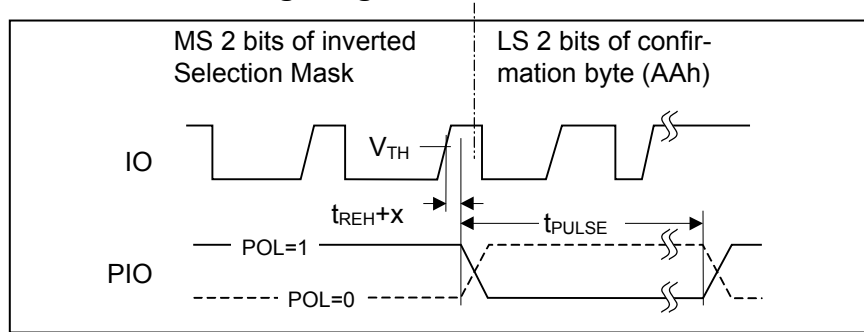 MS 2 bits of inverted
Selection Mask
LS 2 bits of confir-
mation byte (AAh)
IO
VTH
tREH+x
tPULSE
POL=1
PIO
POL=0